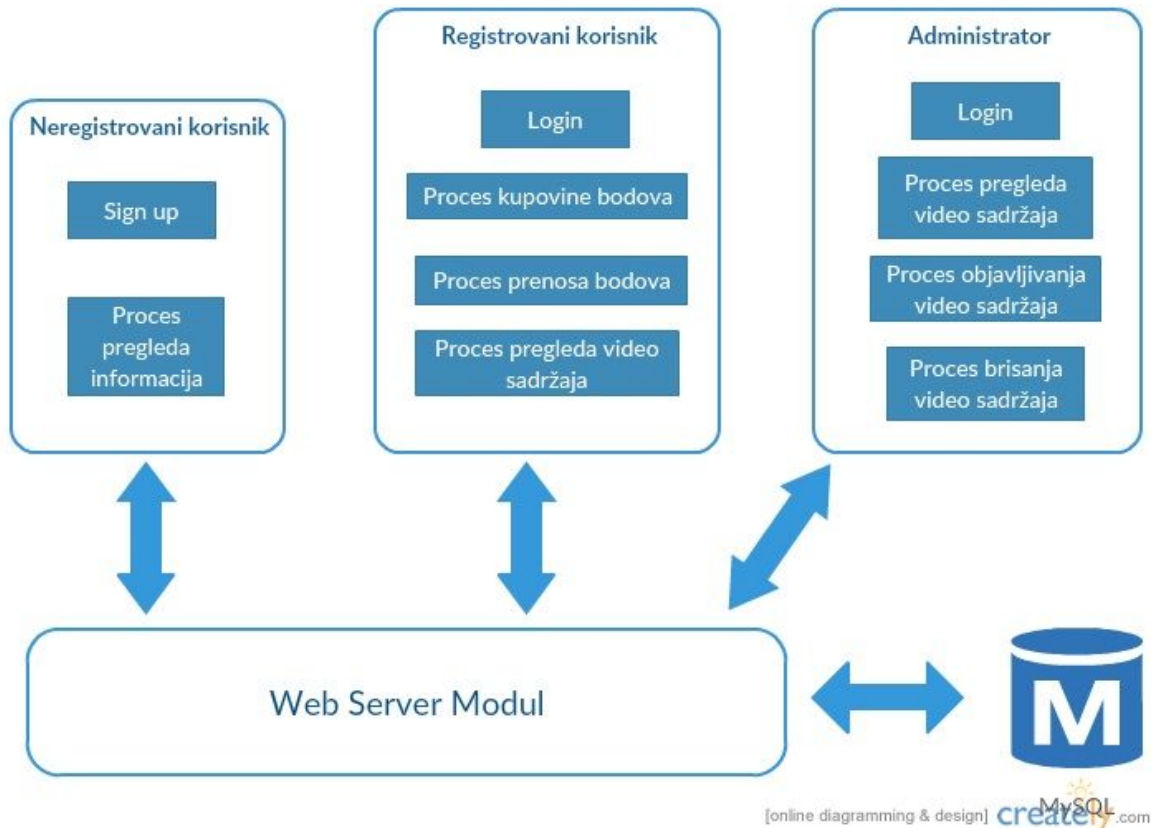 Neregistrovani korisnik
Sign up
Proces
pregleda
informacija
Registrovani korisnik
Login
Proces kupovine bodova
Proces prenosa bodova
Proces pregleda video
sadržaja
Administrator
Login
Proces pregleda
video sadržaja
Proces objavljivanja
video sadržaja
Proces brisanja
video sadržaja
Web Server Modul
M
MySQL
[online diagramming & design] creately.com